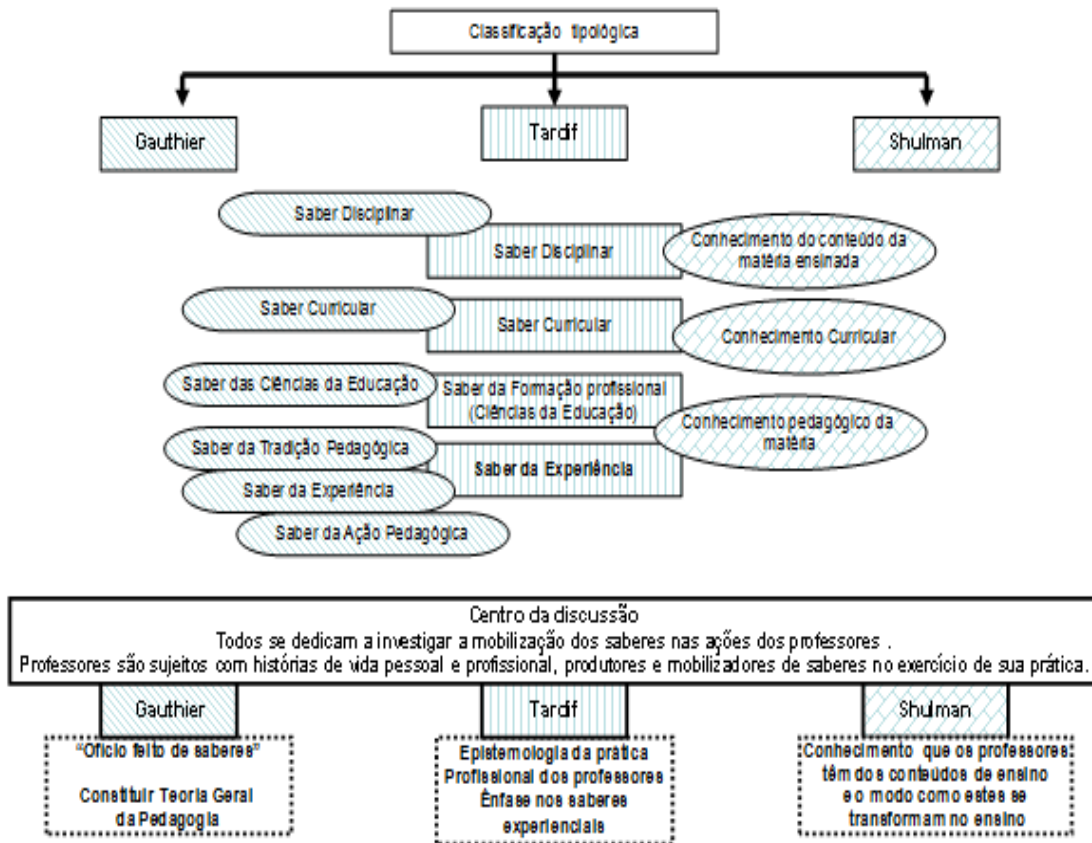 Classificação tipológica
Gauthier
Tardif
Shulman
Saber Disciplinar
Saber Disciplinar
Conhecimento do conteúdo da
matéria ensinada
Saber Curricular
Saber Curricular
Conhecimento Curricular
Saber das Ciências da Educação
Saber da Formação profissional
(Ciências da Educação)
Conhecimento pedagógico da
matéria
Saber da Tradição Pedagógica
Saber da Experiência
Saber da Experiência
Saber da Ação Pedagógica
Centro da discussão
Todos se dedicam a investigar a mobilização dos saberes nas ações dos professores .
Professores são sujeitos com histórias de vida pessoal e profissional, produtores e mobilizadores de saberes no exercício de sua prática.
Gauthier
Tardif
Shulman
“Ofício feito de saberes”
Constituir Teoria Geral
da Pedagogia
Epistemologia da prática
Profissional dos professores
Ênfase nos saberes
experienciais
Conhecimento que os professores
têm dos conteúdos de ensino
e o modo como estes se
transformam no ensino